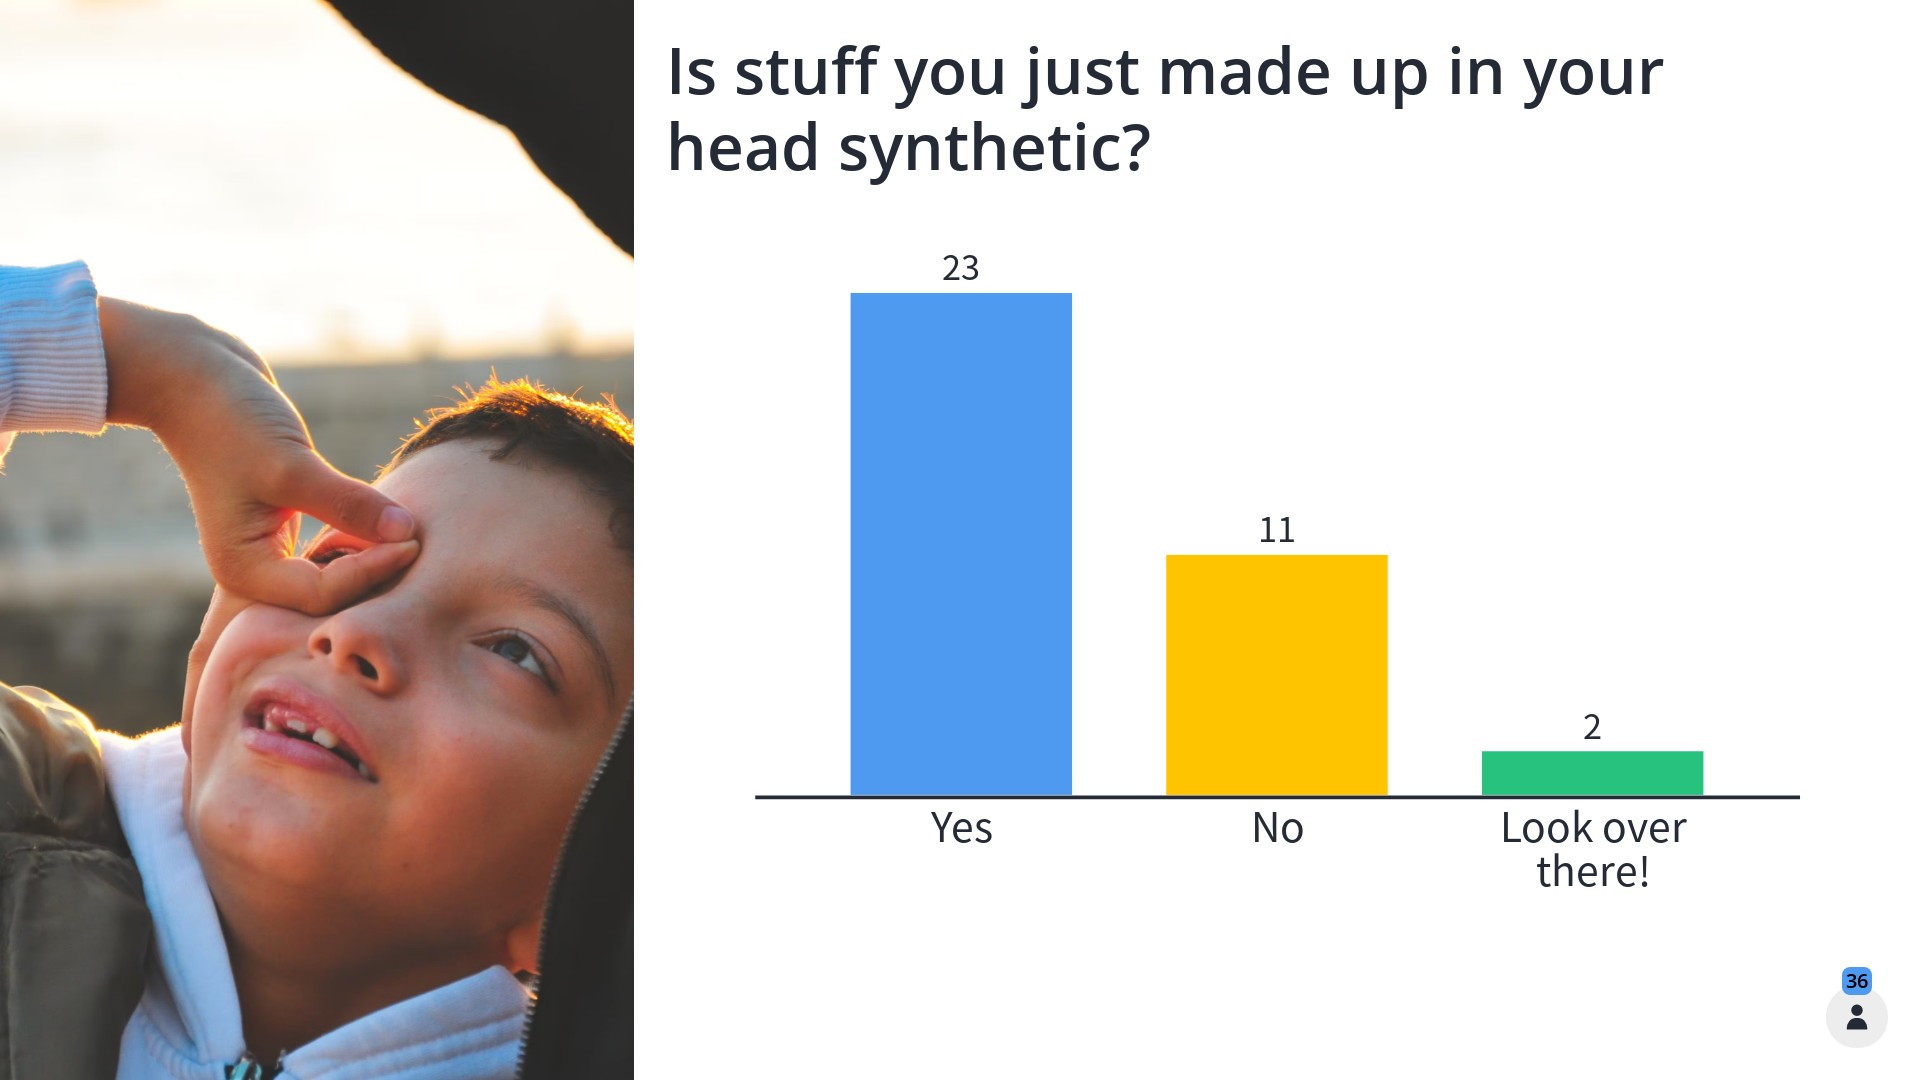 Is stuff you just made up in your
head synthetic?
23
11
2
Yes
No
Look over
there!
36